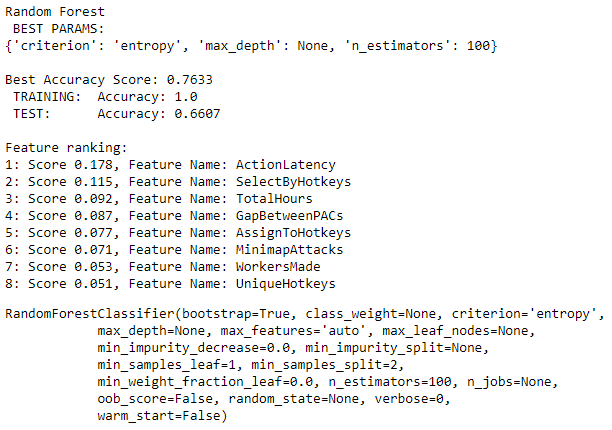 Random Forest
BEST PARAMS:
{'criterion': 'entropy', 'max_depth': None, 'n_estimators': 100}
Best Accuracy Score: 0.7633
TRAINING: Accuracy: 1.0
TEST: Accuracy: 0.6607
Feature ranking:
1: Score 0.178, Feature Name: ActionLatency
2: Score 0.115, Feature Name: SelectByHotkeys
3: Score 0.092, Feature Name: TotalHours
4: Score 0.087, Feature Name: GapBetweenPACs
5: Score 0.077, Feature Name: AssignToHotkeys
6: Score 0.071, Feature Name: MinimapAttacks
7: Score 0.053, Feature Name: WorkersMade
8: Score 0.051, Feature Name: UniqueHotkeys
RandomForestClassifier(bootstrap=True, class_weight=None, criterion='entropy',
max_depth=None, max_features='auto', max_leaf_nodes=None,
min_impurity_decrease=0.0, min_impurity_split=None,
min_samples_leaf=1, min_samples_split=2,
min_weight_fraction_leaf=0.0, n_estimators=100, n_jobs=None,
oob_score=False, random_state=None, verbose=0,
warm_start=False)